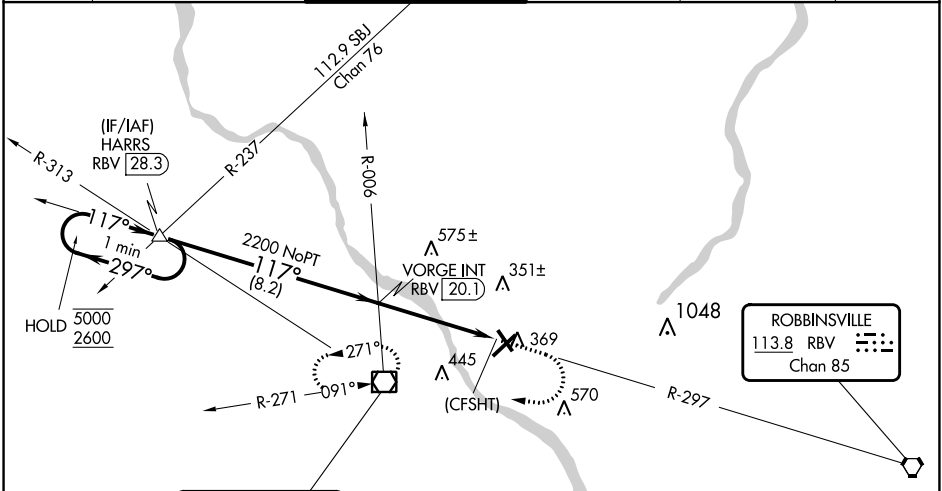 112.9 SBJ
Chan 76
(IF/IAF)
HARRS
RBV 28.3
R-313
R-237
R-006
117°
1 min
297°
2200 NoPT
117°
(8.2)
575±
VORGE INT
RBV 20.1
351±
HOLD
5000
2600
1048
ROBBINSVILLE
113.8 RBV
Chan 85
369
271°
445
R-271
091°
(CFSHT)
570
R-297